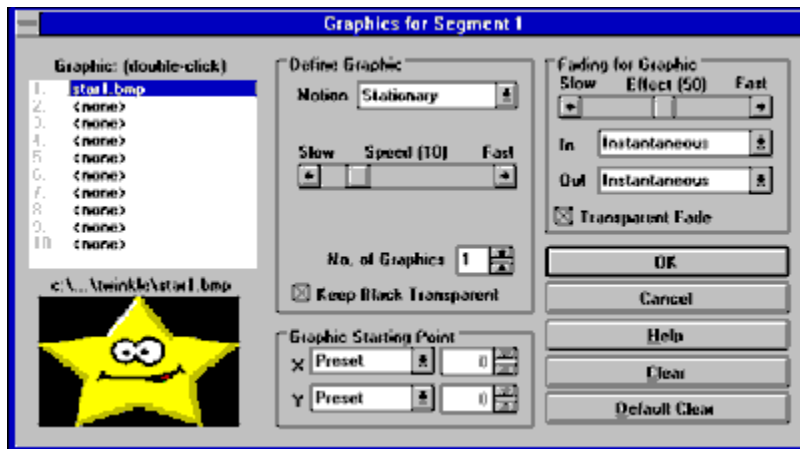 Graphics for Segment 1
Graphic: (double-click)
1. star1.bmp
2. <none>
3. <none>
4. <none>
5. <none>
6. <none>
7. <none>
8. <none>
9. <none>
10. <none>
c:\...\twinkle\star1.bmp
Define Graphic
Motion Stationary
Slow Speed (10) Fast
No. of Graphics 1
Keep Black Transparent
Graphic Starting Point
X Preset 0
Y Preset 0
Fading for Graphic
Slow Effect (50) Fast
In Instantaneous
Out Instantaneous
Transparent Fade
OK
Cancel
Help
Clear
Default Clear